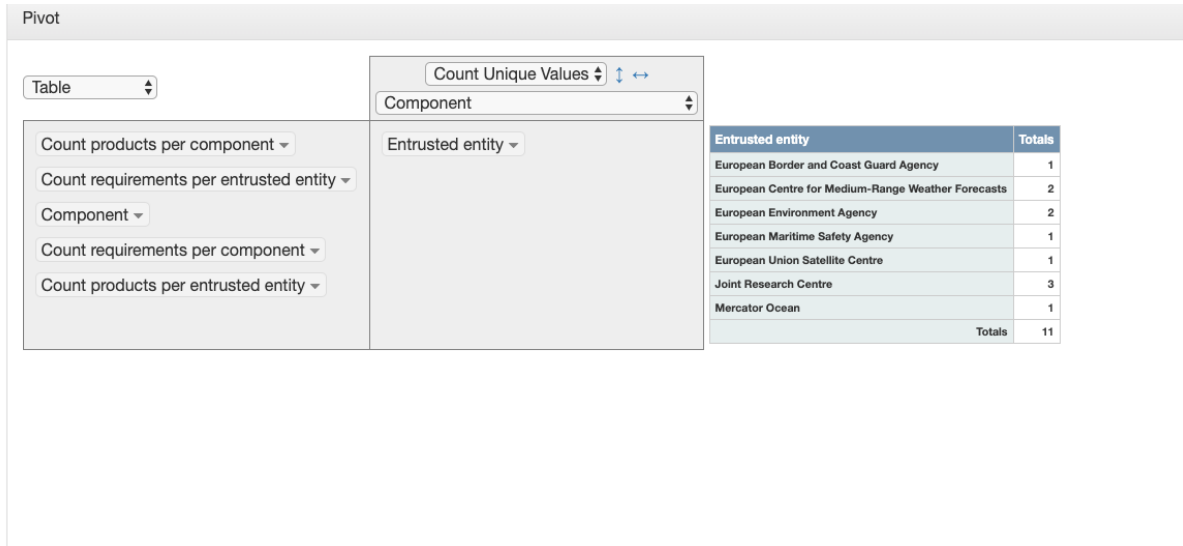 Pivot
Table
Count Unique Values ↕ ↔
Component
Count products per component
Count requirements per entrusted entity
Component
Count requirements per component
Count products per entrusted entity
Entrusted entity
Entrusted entity Totals
European Border and Coast Guard Agency 1
European Centre for Medium-Range Weather Forecasts 2
European Environment Agency 2
European Maritime Safety Agency 1
European Union Satellite Centre 1
Joint Research Centre 3
Mercator Ocean 1
Totals 11